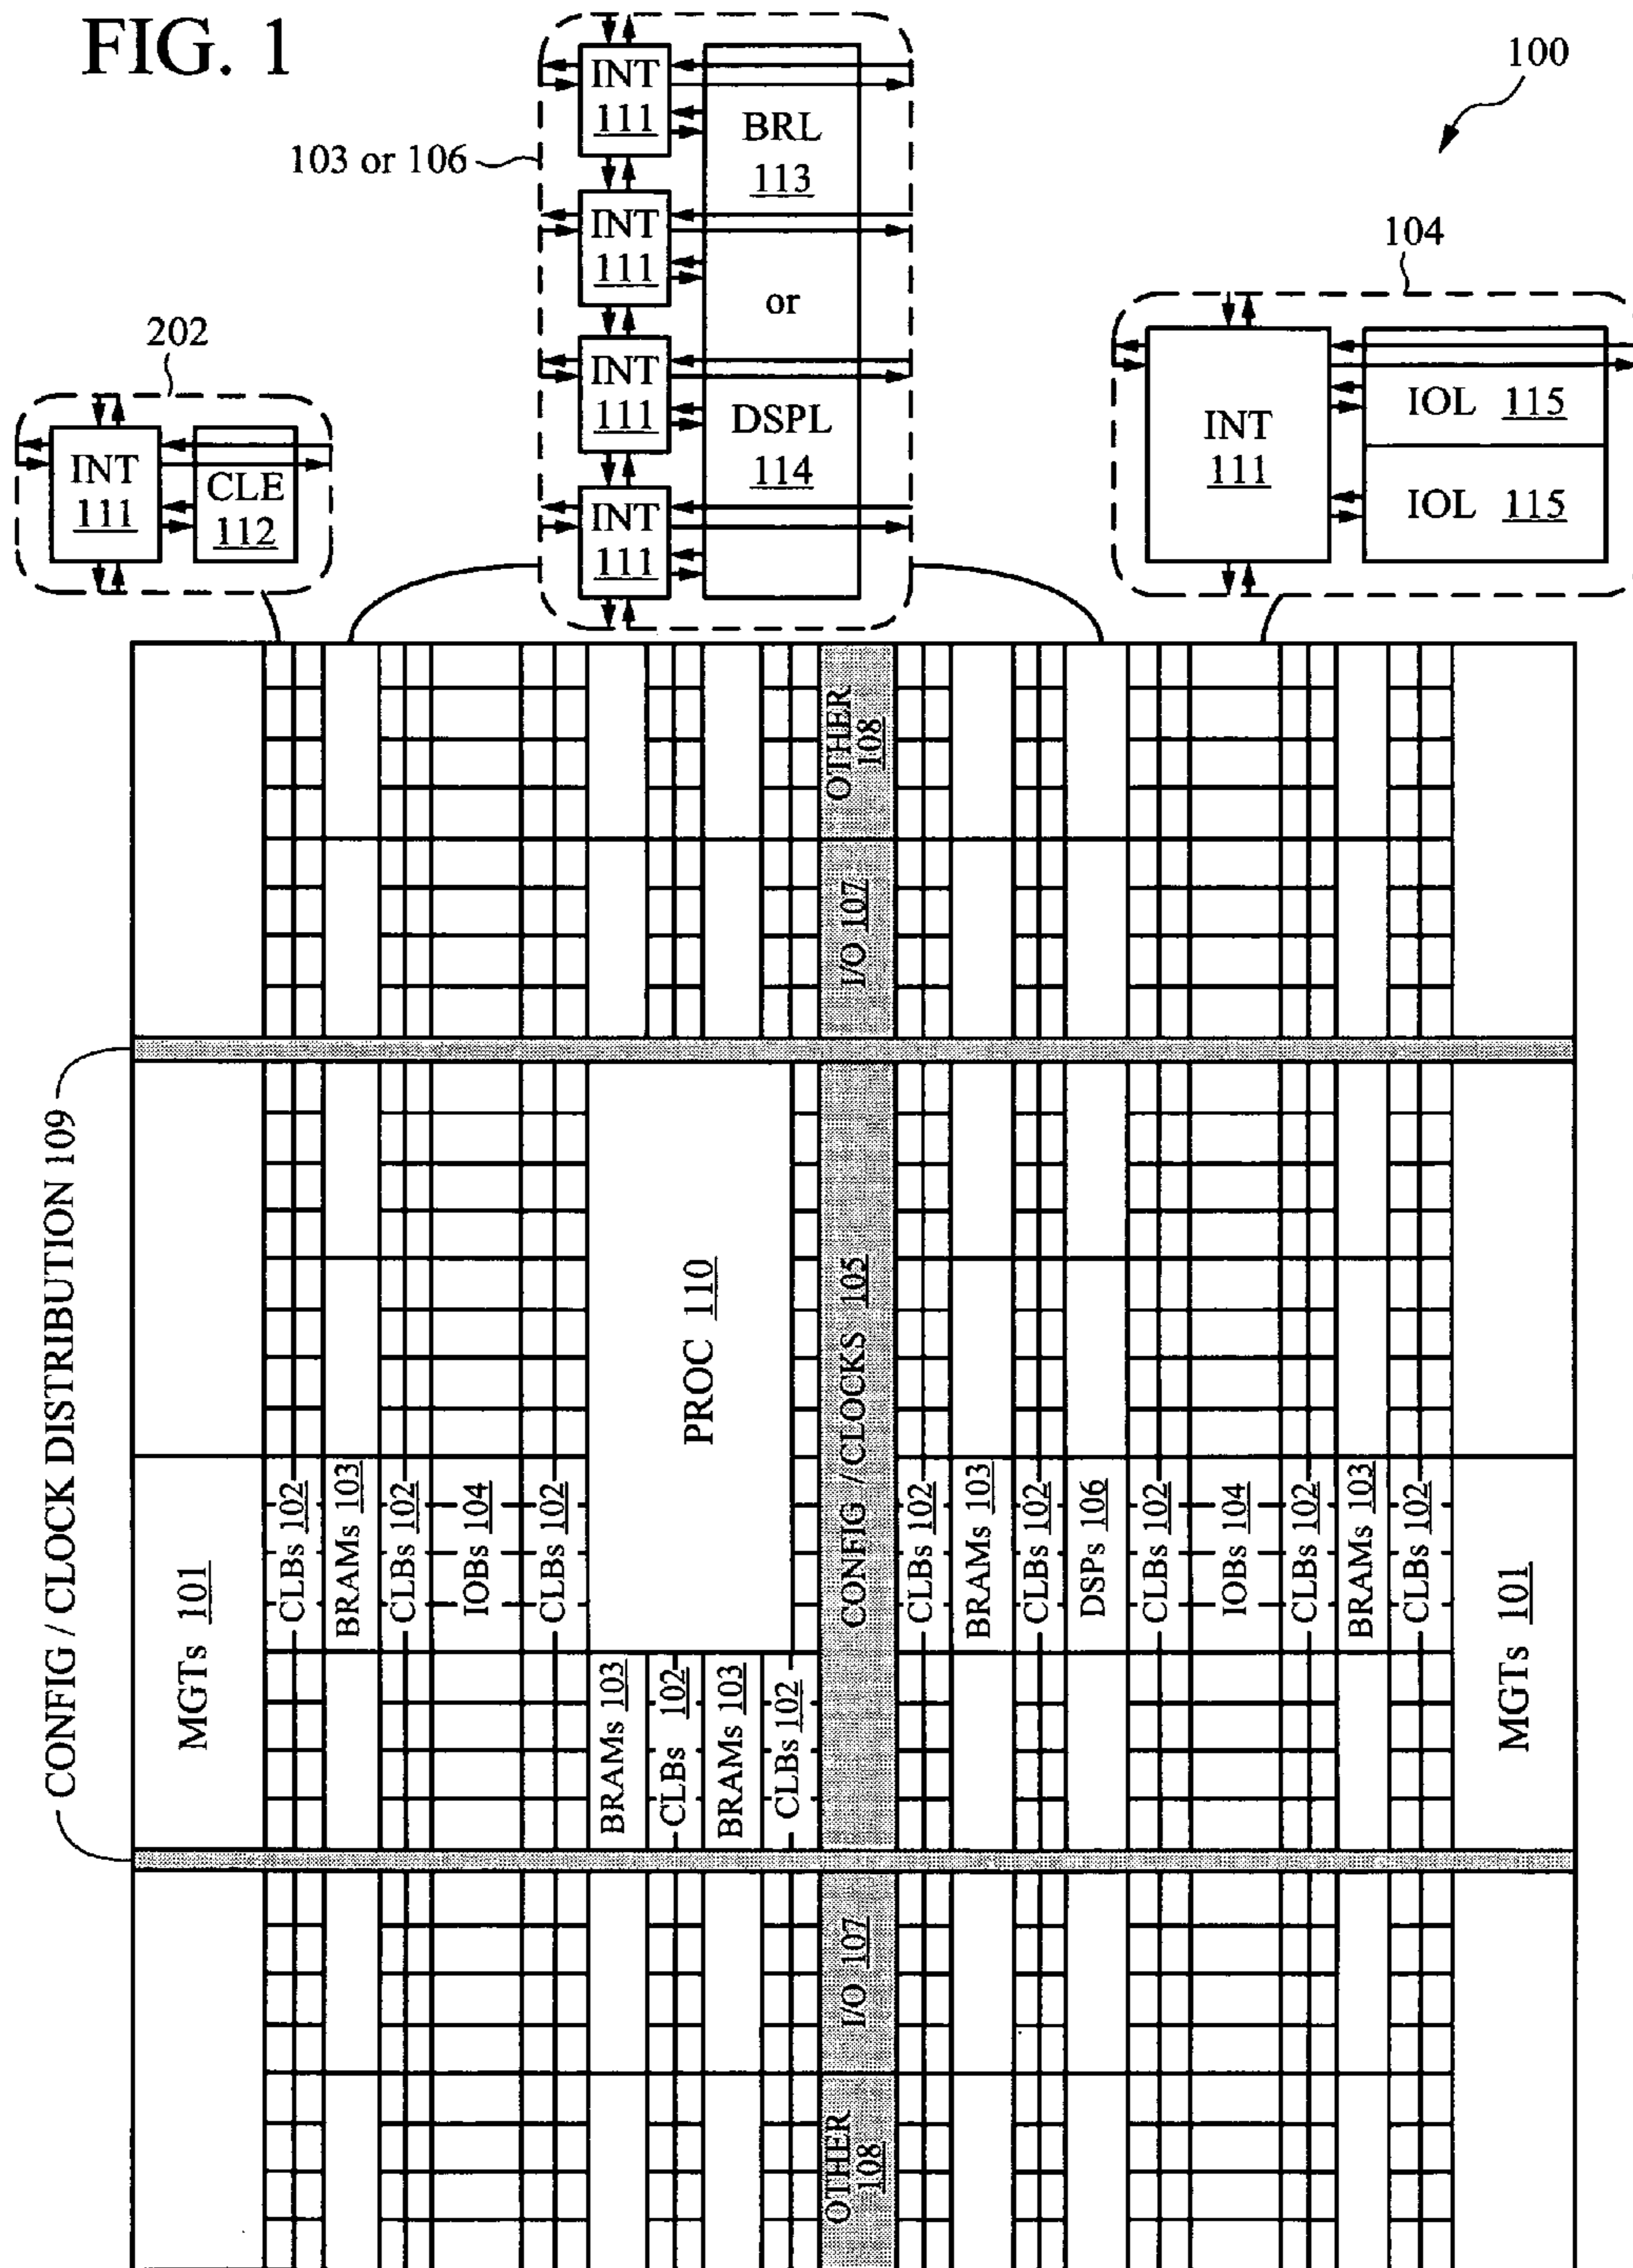 FIG. 1
100
103 or 106
INT
111
INT
111
INT
111
INT
111
BRL
113
or
DSPL
114
104
INT
111
IOL 115
IOL 115
202
INT
111
CLE
112
OTHER
108
I/O 107
CONFIG / CLOCK DISTRIBUTION 109
PROC 110
CONFIG / CLOCKS 105
MGTs 101
CLBs 102
BRAMs 103
CLBs 102
IOBs 104
CLBs 102
BRAMs 103
CLBs 102
BRAMs 103
CLBs 102
CLBs 102
BRAMs 103
CLBs 102
DSPs 106
CLBs 102
IOBs 104
CLBs 102
BRAMs 103
CLBs 102
MGTs 101
I/O 107
OTHER
108